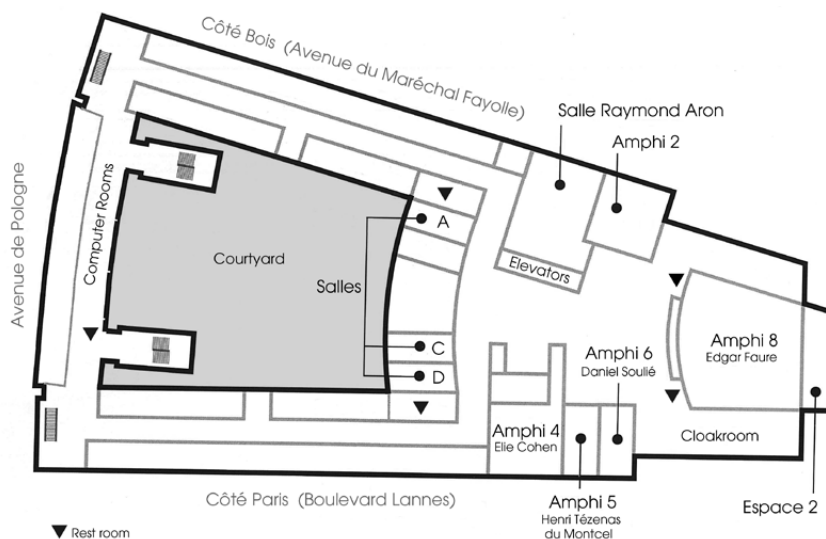 Côté Bois (Avenue du Maréchal Fayolle)
Salle Raymond Aron
Amphi 2
Avenue de Pologne
Computer Rooms
Courtyard
Salles
A
C
D
Elevators
Amphi 8
Edgar Faure
Amphi 6
Daniel Soulié
Amphi 4
Elie Cohen
Cloakroom
Côté Paris (Boulevard Lannes)
Amphi 5
Henri Tézenas
du Montcel
Espace 2
Rest room